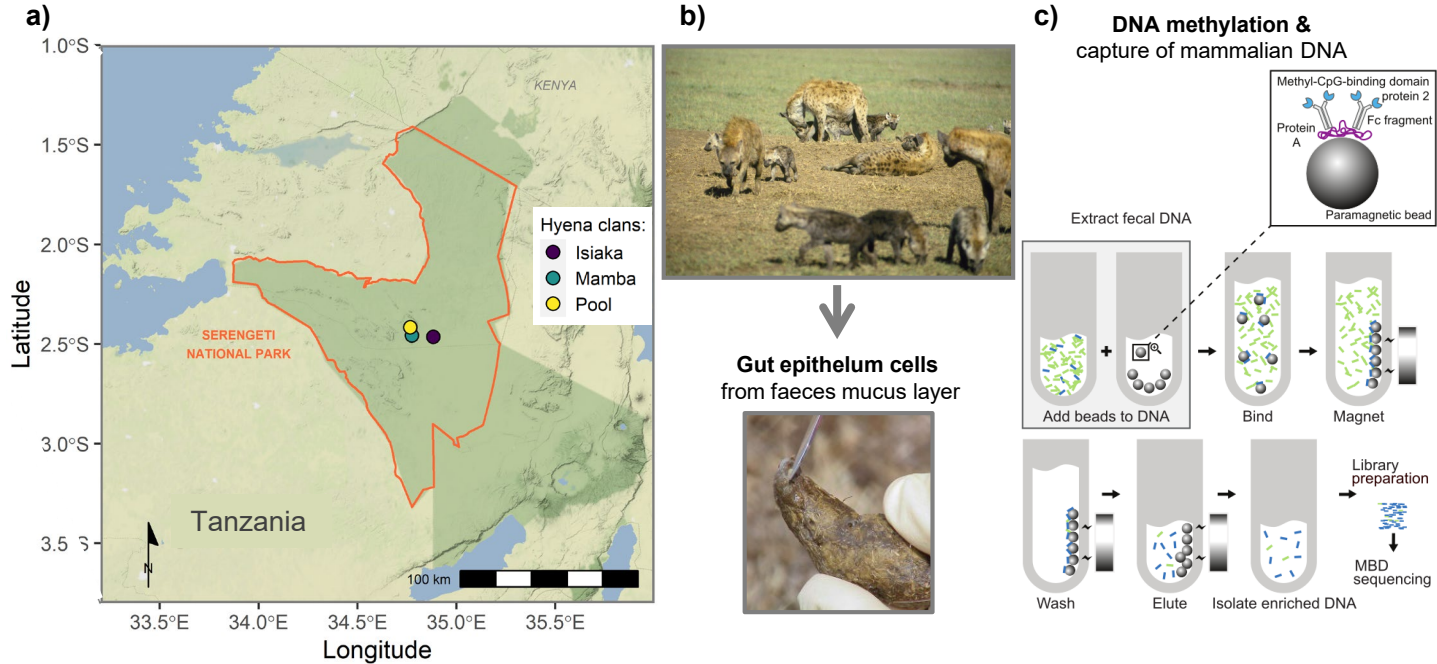 a)
1.0°S
1.5°S
2.0°S
2.5°S
3.0°S
3.5 S
Latitude
KENYA
Hyena clans:
Isiaka
Mamba
Pool
SERENGETI
NATIONAL PARK
Tanzania
N
100 km
33.5°E
34.0°E
34.5°E
35.0°E
35.5°E
Longitude
b)
Gut epithelum cells
from faeces mucus layer
c)
DNA methylation &
capture of mammalian DNA
Methyl-CpG-binding domain
protein 2
Protein
A
Fc fragment
Paramagnetic bead
Extract fecal DNA
+
Add beads to DNA
Bind
Magnet
Wash
Elute
Isolate enriched DNA
Library
preparation
MBD
sequencing